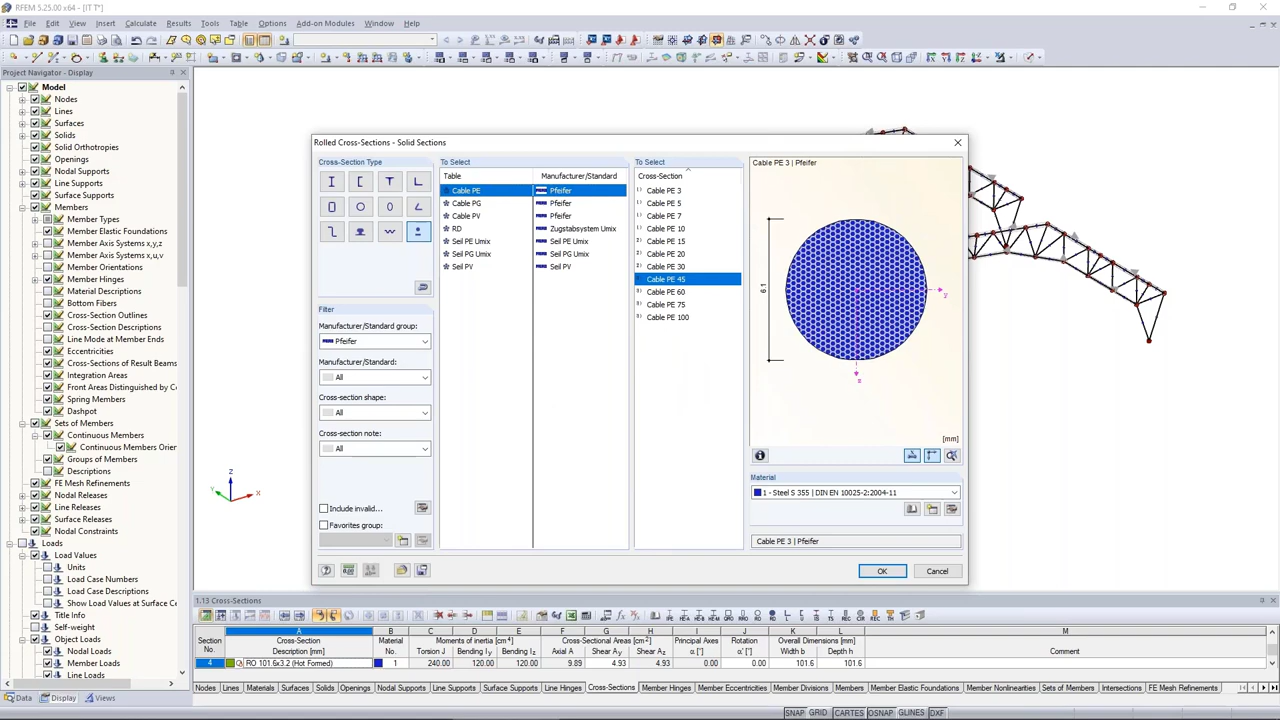 RFEM 5.25.00 x64 - [IT T*]
File Edit View Insert Calculate Results Tools Table Options Add-on Modules Window Help
Project Navigator - Display
Model
Nodes
Lines
Surfaces
Solids
Solid Orthotropies
Openings
Nodal Supports
Line Supports
Surface Supports
Members
Member Types
Member Elastic Foundations
Member Axis Systems x,y,z
Member Axis Systems x,u,v
Member Orientations
Member Hinges
Material Descriptions
Bottom Fibers
Cross-Section Outlines
Cross-Section Descriptions
Line Mode at Member Ends
Eccentricities
Cross-Sections of Result Beams
Integration Areas
Front Areas Distinguished by C
Spring Members
Dashpot
Sets of Members
Continuous Members
Continuous Members Orien
Groups of Members
Descriptions
FE Mesh Refinements
Nodal Releases
Line Releases
Surface Releases
Nodal Constraints
Loads
Load Values
Units
Load Case Numbers
Load Case Descriptions
Show Load Values at Surface Ce
Title Info
Self-weight
Object Loads
Nodal Loads
Member Loads
Line Loads
Data Display Views
Z
Y
X
Rolled Cross-Sections - Solid Sections
Cross-Section Type
Filter
Manufacturer/Standard group:
Pfeifer
Manufacturer/Standard:
All
Cross-section shape:
All
Cross-section note:
All
Include invalid...
Favorites group:
To Select
Table Manufacturer/Standard
Cable PE Pfeifer
Cable PG Pfeifer
Cable PV Pfeifer
RD Zugstabsystem Umix
Seil PE Umix Seil PE Umix
Seil PG Umix Seil PG Umix
Seil PV Seil PV
To Select
Cross-Section
Cable PE 3
Cable PE 5
Cable PE 7
Cable PE 10
Cable PE 15
Cable PE 20
Cable PE 30
Cable PE 45
Cable PE 60
Cable PE 75
Cable PE 100
Cable PE 3 | Pfeifer
6.1
y
z
[mm]
Material
1 - Steel S 355 | DIN EN 10025-2:2004-11
Cable PE 3 | Pfeifer
OK Cancel
1.13 Cross-Sections
A B C D E F G H I J K L M
Section Cross-Section Material Moments of inertia [cm⁴] Cross-Sectional Areas [cm²] Principal Axes Rotation Overall Dimensions [mm]
No. Description [mm] No. Torsion J Bending Iy Bending Iz Axial A Shear Ay Shear Az α [°] α' [°] Width b Depth h Comment
4 RO 101.6x3.2 (Hot Formed) 1 240.00 120.00 120.00 9.89 4.93 4.93 0.00 0.00 101.6 101.6
Nodes Lines Materials Surfaces Solids Openings Nodal Supports Line Supports Surface Supports Line Hinges Cross-Sections Member Hinges Member Eccentricities Member Divisions Members Member Elastic Foundations Member Nonlinearities Sets of Members Intersections FE Mesh Refinements
SNAP GRID CARTES OSNAP GLINES DXF